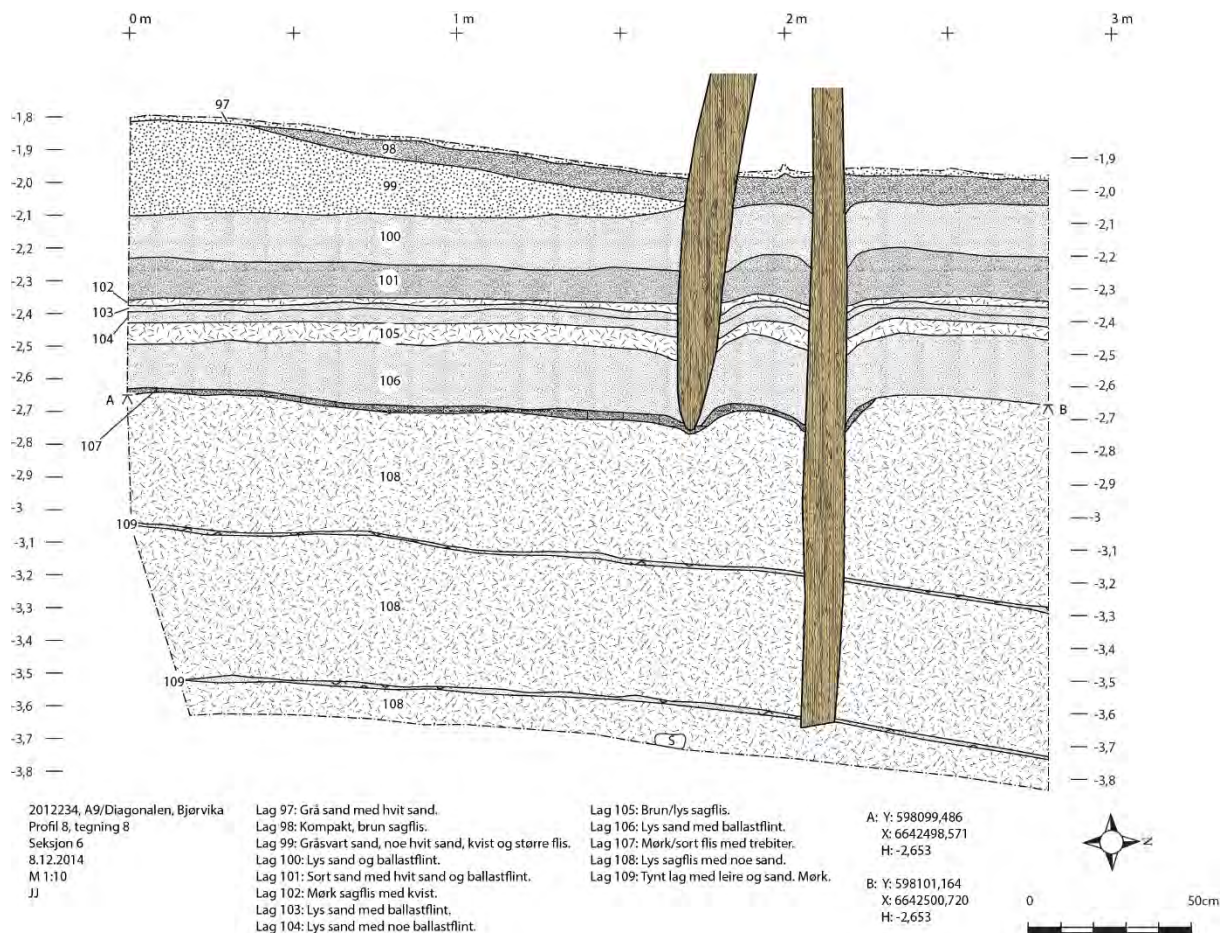 0 m
1 m
2 m
3 m
97
-1,8
98
-1,9
-1,9
99
-2,0
-2,0
-2,1
-2,1
100
-2,2
-2,2
101
-2,3
-2,3
102
103
-2,4
-2,4
104
105
-2,5
-2,5
106
-2,6
-2,6
A
B
-2,7
-2,7
107
-2,8
-2,8
108
-2,9
-2,9
-3
-3
109
-3,1
-3,1
-3,2
-3,2
-3,3
-3,3
108
-3,4
-3,4
-3,5
-3,5
109
-3,6
-3,6
108
-3,7
S
-3,7
-3,8
-3,8
2012234, A9/Diagonalen, Bjørvika
Profil 8, tegning 8
Seksjon 6
8.12.2014
M 1:10
JJ
Lag 97: Grå sand med hvit sand.
Lag 98: Kompakt, brun sagflis.
Lag 99: Gråsvart sand, noe hvit sand, kvist og større flis.
Lag 100: Lys sand og ballastflint.
Lag 101: Sort sand med hvit sand og ballastflint.
Lag 102: Mørk sagflis med kvist.
Lag 103: Lys sand med ballastflint.
Lag 104: Lys sand med noe ballastflint.
Lag 105: Brun/lys sagflis.
Lag 106: Lys sand med ballastflint.
Lag 107: Mørk/sort flis med trebiter.
Lag 108: Lys sagflis med noe sand.
Lag 109: Tynt lag med leire og sand. Mørk.
A: Y: 598099,486
X: 6642498,571
H: -2,653
B: Y: 598101,164
X: 6642500,720
H: -2,653
N
0
50cm